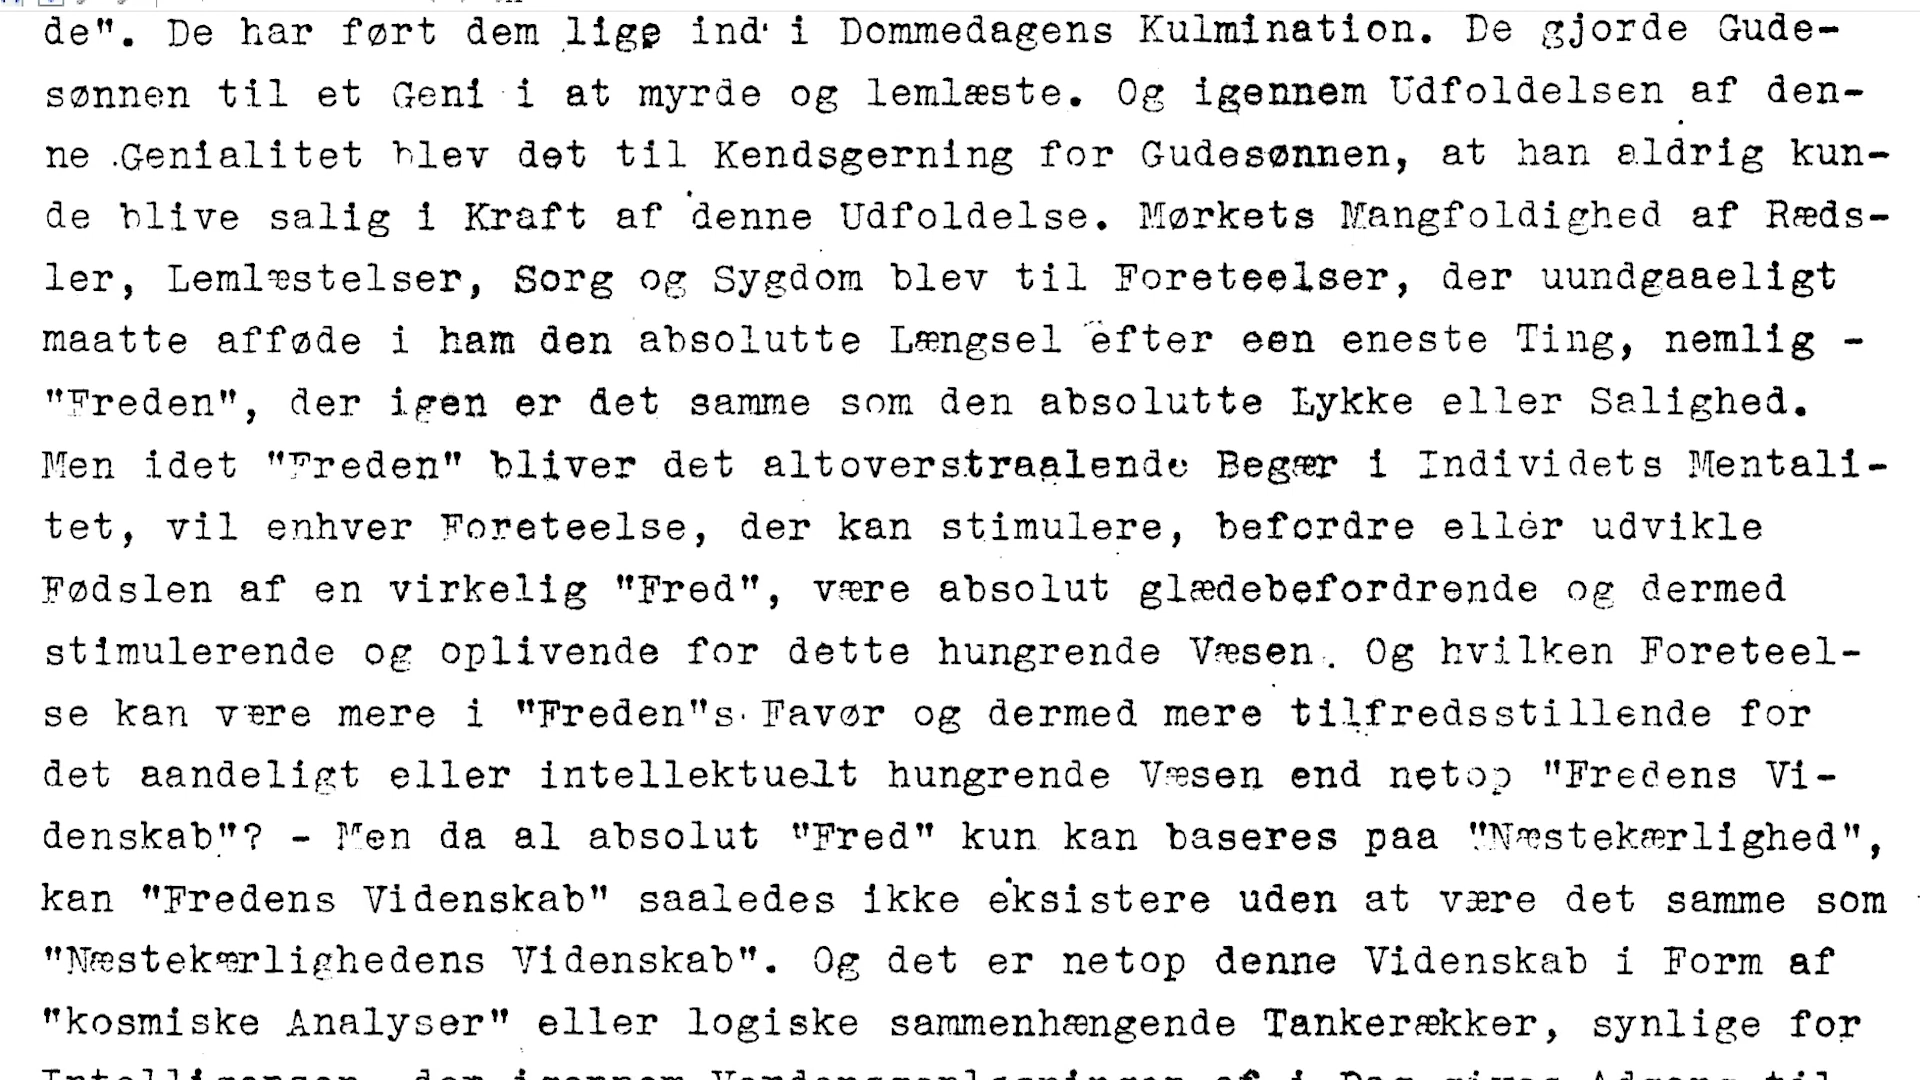 de". De har ført dem lige ind i Dommedagens Kulmination. De gjorde Gude-
sønnen til et Geni i at myrde og lemlæste. Og igennem Udfoldelsen af den-
ne Genialitet blev det til Kendsgerning for Gudesønnen, at han aldrig kun-
de blive salig i Kraft af denne Udfoldelse. Mørkets Mangfoldighed af Ræds-
ler, Lemlæstelser, Sorg og Sygdom blev til Foreteelser, der uundgaaeligt
maatte afføde i ham den absolutte Længsel efter een eneste Ting, nemlig -
"Freden", der igen er det samme som den absolutte Lykke eller Salighed.
Men idet "Freden" bliver det altoverstraalende Begær i Individets Mentali-
tet, vil enhver Foreteelse, der kan stimulere, befordre eller udvikle
Fødslen af en virkelig "Fred", være absolut glædebefordrende og dermed
stimulerende og oplivende for dette hungrende Væsen. Og hvilken Foreteel-
se kan være mere i "Freden"s Favør og dermed mere tilfredsstillende for
det aandeligt eller intellektuelt hungrende Væsen end netop "Fredens Vi-
denskab"? - Men da al absolut "Fred" kun kan baseres paa "Næstekærlighed",
kan "Fredens Videnskab" saaledes ikke eksistere uden at være det samme som
"Næstekærlighedens Videnskab". Og det er netop denne Videnskab i Form af
"kosmiske Analyser" eller logiske sammenhængende Tankerækker, synlige for